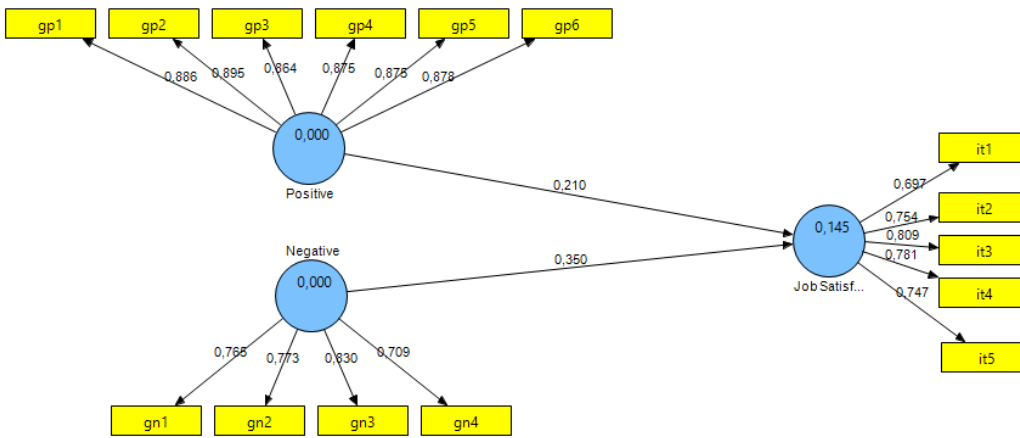 gp1 gp2 gp3 gp4 gp5 gp6
0,886 0,895 0,864 0,875 0,875 0,878
0,000
Positive
0,210
it1
0,697
it2
0,754
0,145
0,809
it3
0,781
it4
Job Satisf...
0,747
it5
Negative
0,350
0,000
0,765 0,773 0,830 0,709
gn1 gn2 gn3 gn4